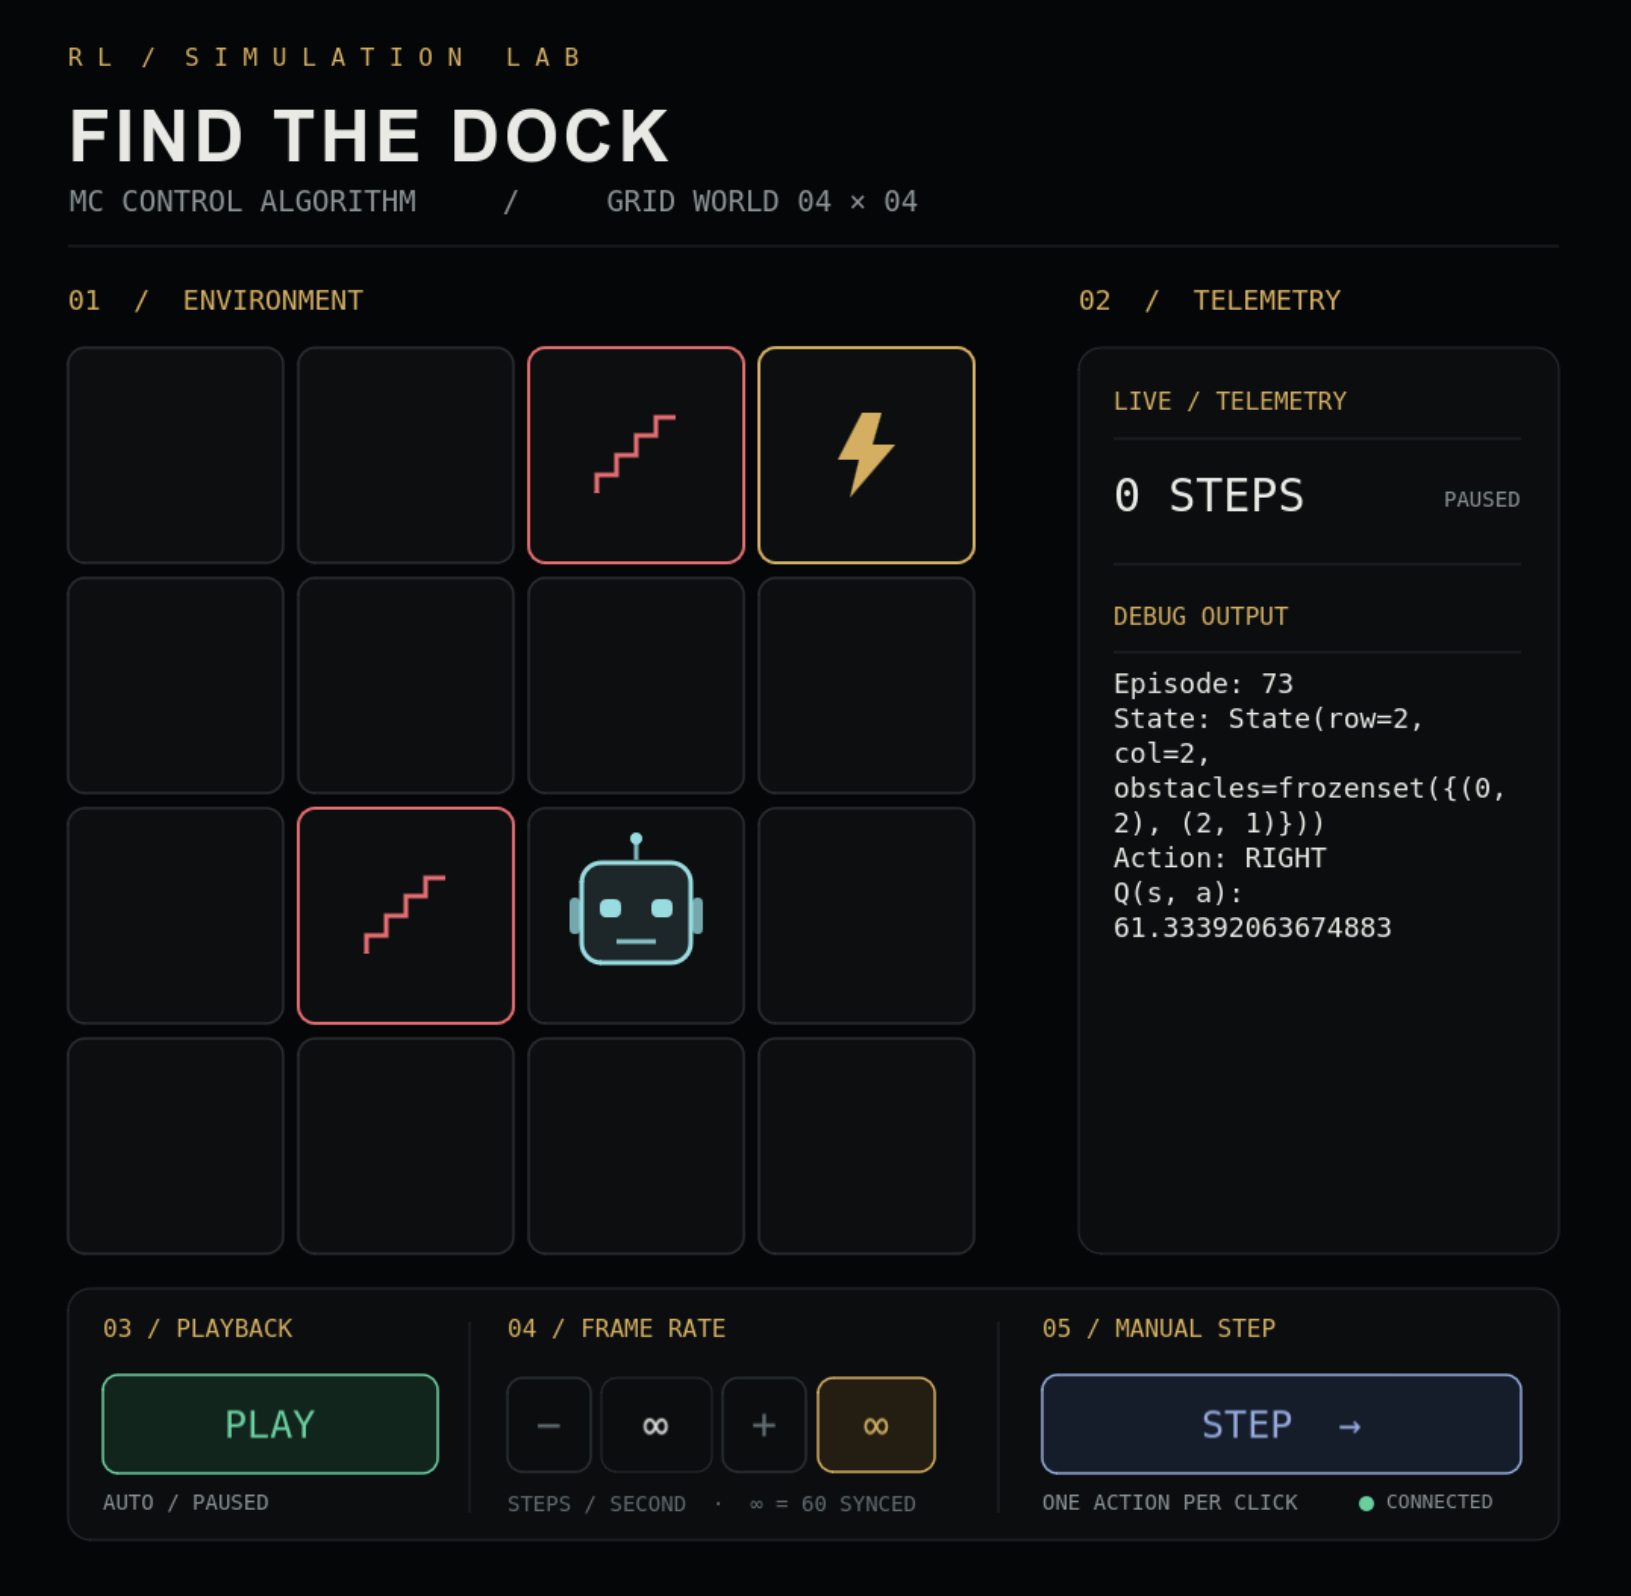 RL / SIMULATION LAB
FIND THE DOCK
MC CONTROL ALGORITHM / GRID WORLD 04 × 04
01 / ENVIRONMENT
02 / TELEMETRY
LIVE / TELEMETRY
0 STEPS PAUSED
DEBUG OUTPUT
Episode: 73
State: State(row=2,
col=2,
obstacles=frozenset({(0,
2), (2, 1)}))
Action: RIGHT
Q(s, a):
61.33392063674883
03 / PLAYBACK
PLAY
AUTO / PAUSED
04 / FRAME RATE
− ∞ + ∞
STEPS / SECOND · ∞ = 60 SYNCED
05 / MANUAL STEP
STEP →
ONE ACTION PER CLICK
CONNECTED